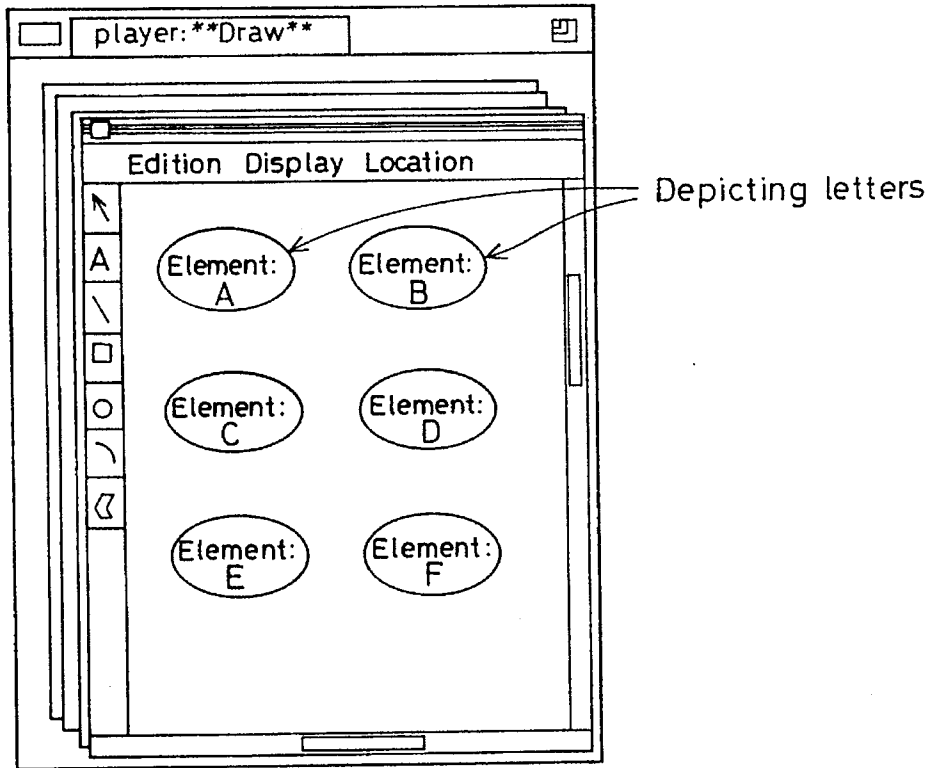 player:**Draw**
Edition Display Location
Depicting letters
A
Element:
A
Element:
B
Element:
C
Element:
D
Element:
E
Element:
F